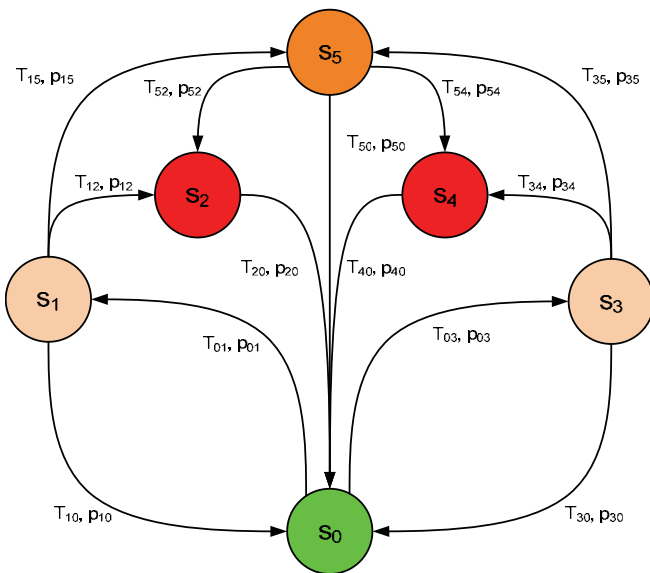 S5
T15, p15
T52, p52
T54, p54
T35, p35
T50, p50
T12, p12
S2
S4
T34, p34
T20, p20
T40, p40
S1
S3
T01, p01
T03, p03
T10, p10
S0
T30, p30